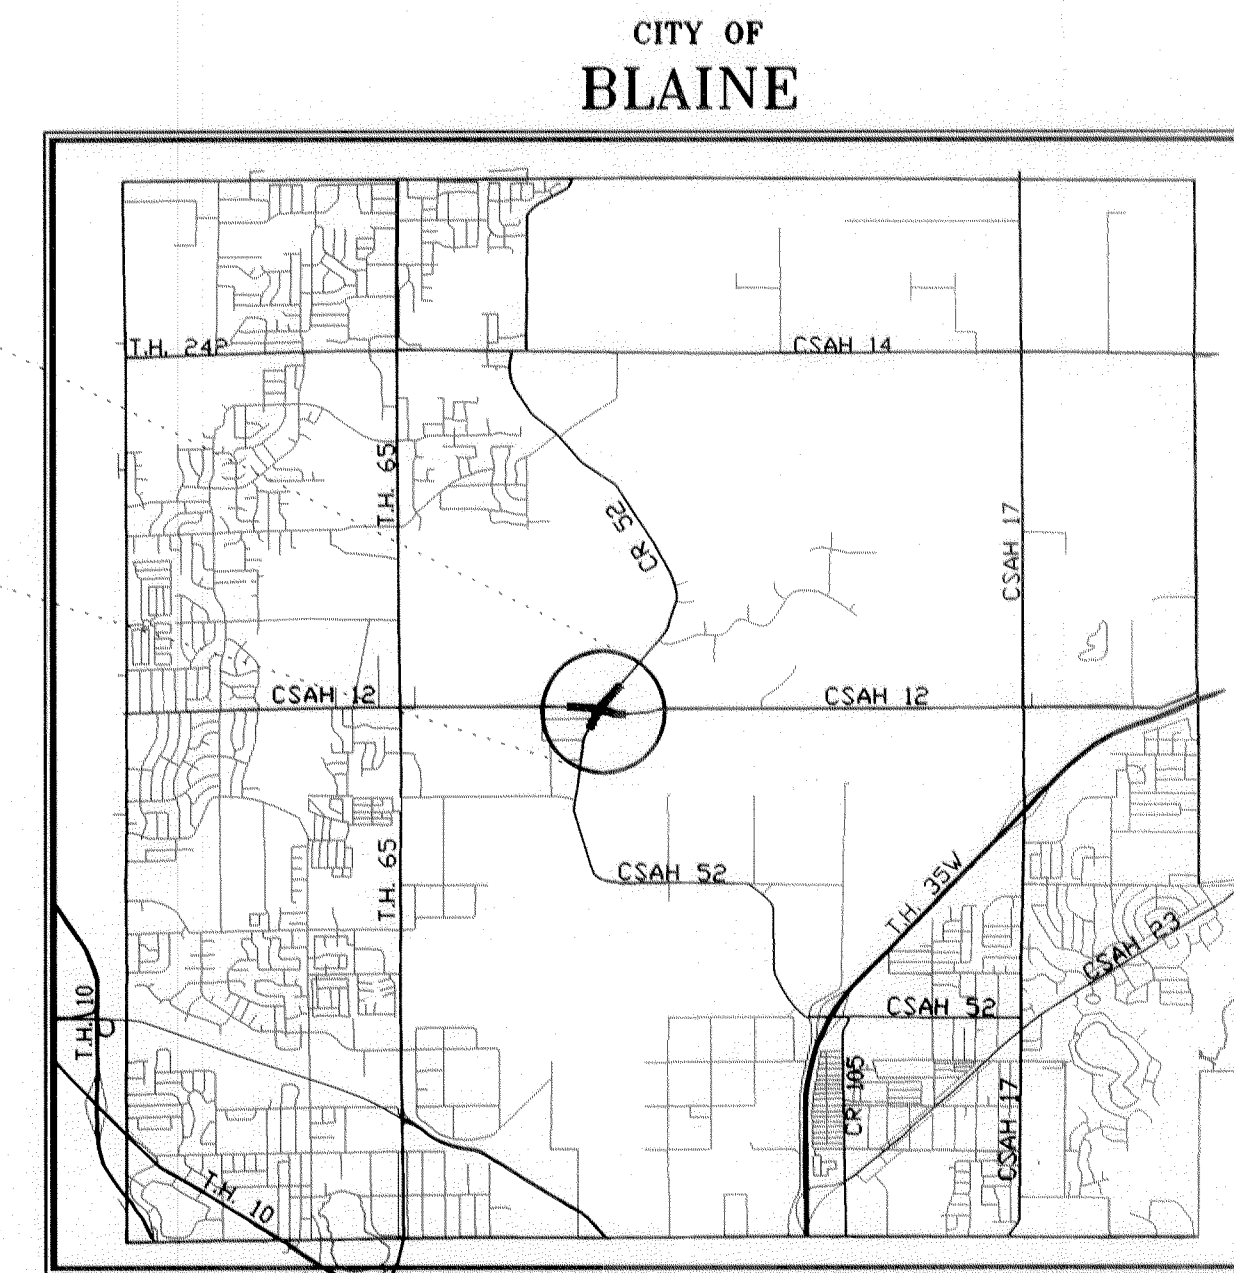 CITY OF
BLAINE
T.H. 242
CSAH 14
T.H. 65
CR 52
CSAH 17
CSAH 12
CSAH 12
T.H. 65
CSAH 52
T.H. 35W
CSAH 23
T.H. 10
CSAH 52
CR 105
CSAH 17
T.H. 10